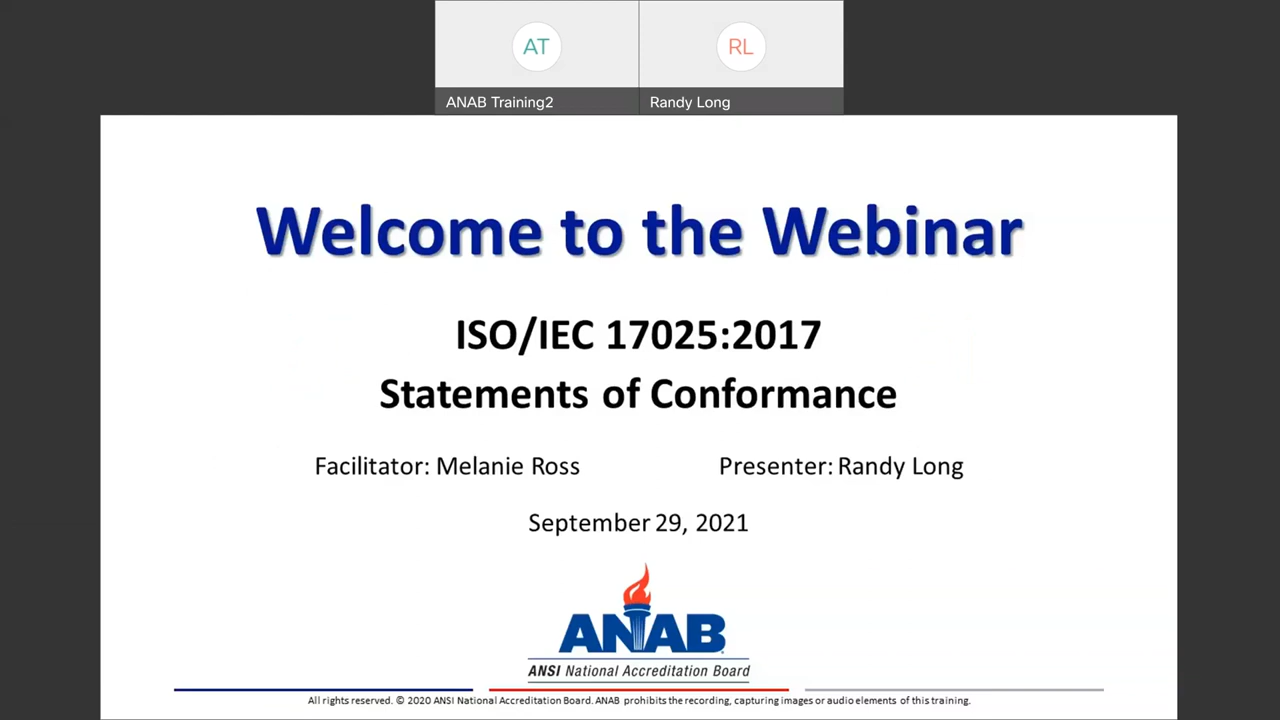 AT
RL
ANAB Training2
Randy Long
Welcome to the Webinar
ISO/IEC 17025:2017
Statements of Conformance
Facilitator: Melanie Ross
Presenter: Randy Long
September 29, 2021
ANAB
ANSI National Accreditation Board
All rights reserved. © 2020 ANSI National Accreditation Board. ANAB prohibits the recording, capturing images or audio elements of this training.